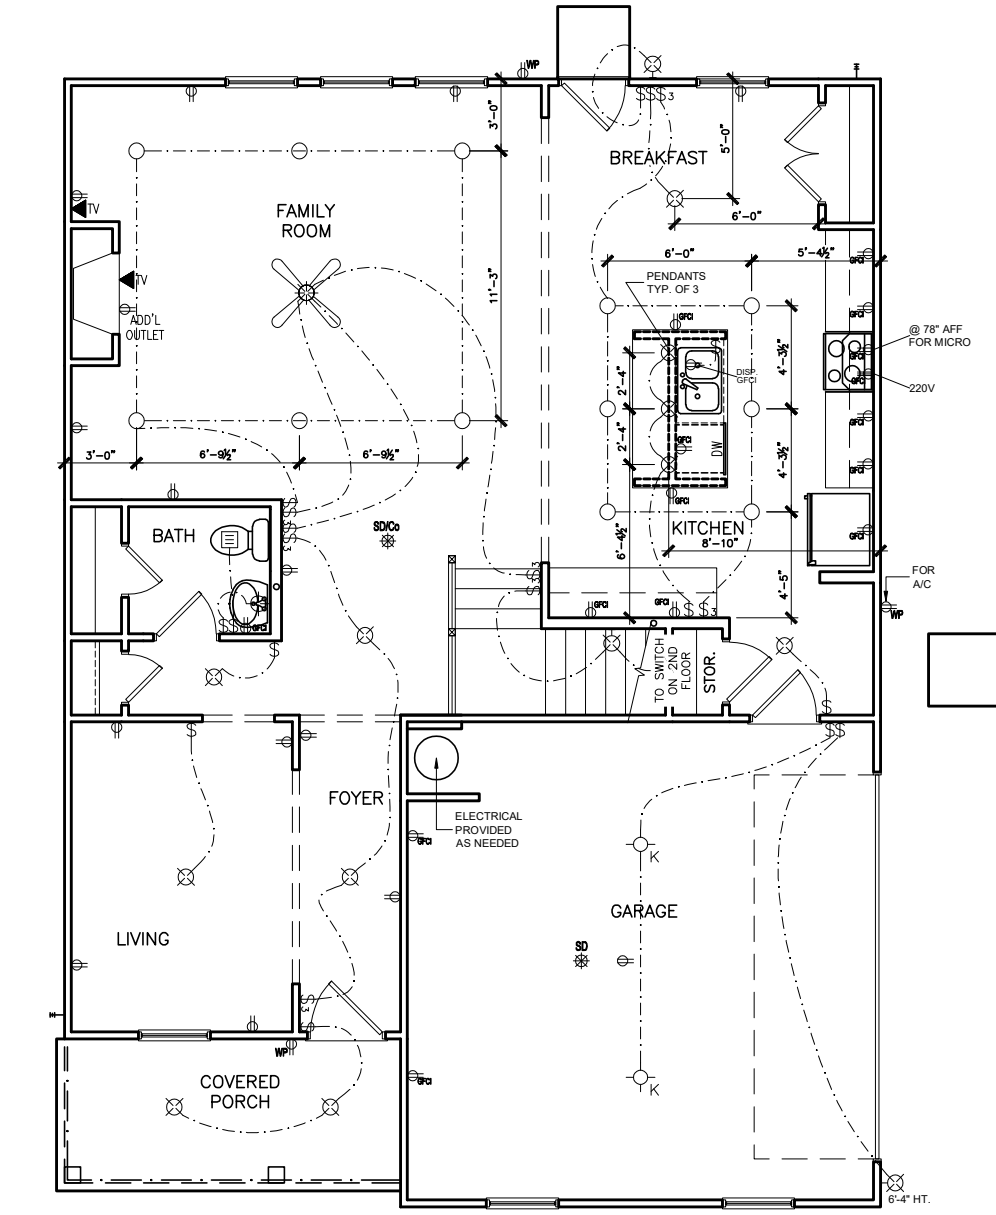 WP
$ $ $ 3
3'-0"
5'-0"
BREAKFAST
TV
FAMILY
ROOM
6'-0"
6'-0"
5'-4½"
GFCI
TV
PENDANTS
TYP. OF 3
11'-3"
ADD'L
OUTLET
GFCI
GFCI
@ 78" AFF
FOR MICRO
4'-3½"
GFCI
2'-4"
DISP.
GFCI
GFCI
220V
GFCI
2'-4"
GFCI
DW
4'-3½"
GFCI
3'-0"
6'-9½"
6'-9½"
GFCI
BATH
SD/Co
KITCHEN
GFCI
8'-10"
6'-4½"
3
FOR
A/C
4'-5"
3
GFCI
GFCI
$ $ 3
WP
$ $ $
GFCI
$
TO SWITCH
ON 2ND
FLOOR
STOR.
$
$
$ $
FOYER
ELECTRICAL
PROVIDED
AS NEEDED
GFCI
K
GARAGE
LIVING
SD
3
WP
COVERED
PORCH
GFCI
K
6'-4" HT.